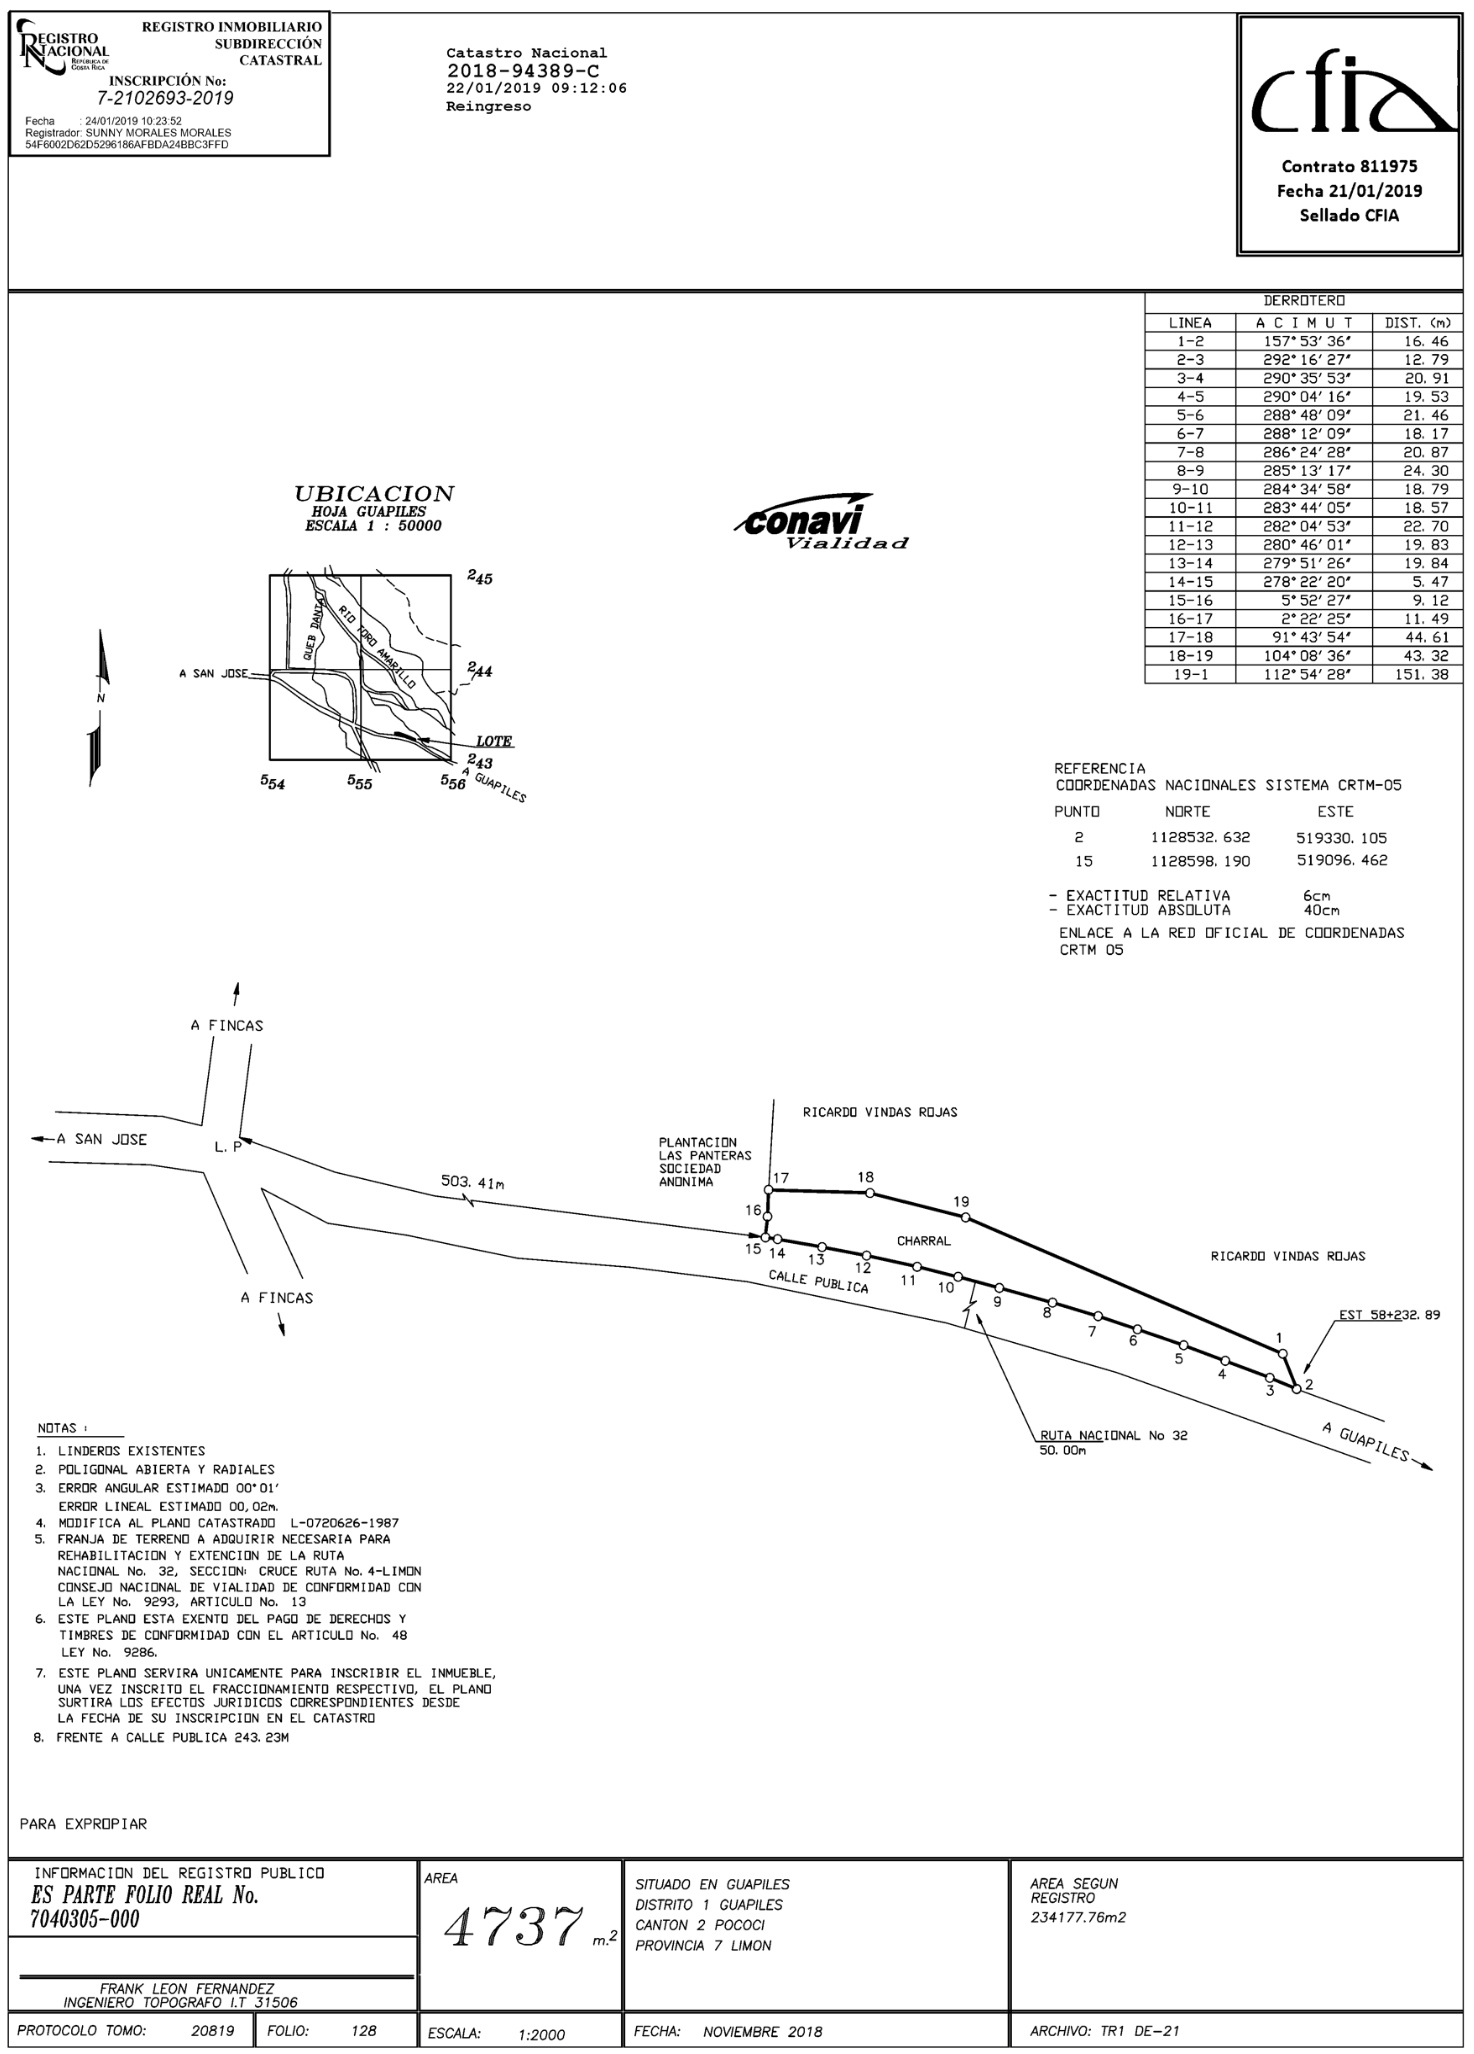 REGISTRO NACIONAL
REPÚBLICA DE COSTA RICA
REGISTRO INMOBILIARIO
SUBDIRECCIÓN
CATASTRAL
INSCRIPCIÓN No:
7-2102693-2019
Fecha : 24/01/2019 10:23:52
Registrador: SUNNY MORALES MORALES
54F6002D62D5296186AFBDA24BBC3FFD
Catastro Nacional
2018-94389-C
22/01/2019 09:12:06
Reingreso
cfia
Contrato 811975
Fecha 21/01/2019
Sellado CFIA
DERROTERO
LINEA A C I M U T DIST. (m)
1-2 157°53'36" 16.46
2-3 292°16'27" 12.79
3-4 290°35'53" 20.91
4-5 290°04'16" 19.53
5-6 288°48'09" 21.46
6-7 288°12'09" 18.17
7-8 286°24'28" 20.87
8-9 285°13'17" 24.30
9-10 284°34'58" 18.79
10-11 283°44'05" 18.57
11-12 282°04'53" 22.70
12-13 280°46'01" 19.83
13-14 279°51'26" 19.84
14-15 278°22'20" 5.47
15-16 5°52'27" 9.12
16-17 2°22'25" 11.49
17-18 91°43'54" 44.61
18-19 104°08'36" 43.32
19-1 112°54'28" 151.38
UBICACION
HOJA GUAPILES
ESCALA 1 : 50000
conavi
Vialidad
245
QUEB DANTA
RIO TORO AMARILLO
244
A SAN JOSE
LOTE
243
A GUAPILES
554 555 556
N
REFERENCIA
COORDENADAS NACIONALES SISTEMA CRTM-05
PUNTO NORTE ESTE
2 1128532.632 519330.105
15 1128598.190 519096.462
- EXACTITUD RELATIVA 6cm
- EXACTITUD ABSOLUTA 40cm
ENLACE A LA RED OFICIAL DE COORDENADAS
CRTM 05
A FINCAS
A SAN JOSE
L.P
503.41m
A FINCAS
PLANTACION
LAS PANTERAS
SOCIEDAD
ANONIMA
RICARDO VINDAS ROJAS
17
18
19
16
15
14
13
12
11
10
9
8
7
6
5
4
3
2
1
CHARRAL
CALLE PUBLICA
RICARDO VINDAS ROJAS
EST 58+232.89
RUTA NACIONAL No 32
50.00m
A GUAPILES
NOTAS :
1. LINDEROS EXISTENTES
2. POLIGONAL ABIERTA Y RADIALES
3. ERROR ANGULAR ESTIMADO 00°01'
ERROR LINEAL ESTIMADO 00,02m.
4. MODIFICA AL PLANO CATASTRADO L-0720626-1987
5. FRANJA DE TERRENO A ADQUIRIR NECESARIA PARA
REHABILITACION Y EXTENCION DE LA RUTA
NACIONAL No. 32, SECCION: CRUCE RUTA No. 4-LIMON
CONSEJO NACIONAL DE VIALIDAD DE CONFORMIDAD CON
LA LEY No. 9293, ARTICULO No. 13
6. ESTE PLANO ESTA EXENTO DEL PAGO DE DERECHOS Y
TIMBRES DE CONFORMIDAD CON EL ARTICULO No. 48
LEY No. 9286.
7. ESTE PLANO SERVIRA UNICAMENTE PARA INSCRIBIR EL INMUEBLE,
UNA VEZ INSCRITO EL FRACCIONAMIENTO RESPECTIVO, EL PLANO
SURTIRA LOS EFECTOS JURIDICOS CORRESPONDIENTES DESDE
LA FECHA DE SU INSCRIPCION EN EL CATASTRO
8. FRENTE A CALLE PUBLICA 243.23M
PARA EXPROPIAR
INFORMACION DEL REGISTRO PUBLICO
ES PARTE FOLIO REAL No.
7040305-000
FRANK LEON FERNANDEZ
INGENIERO TOPOGRAFO I.T 31506
AREA
4737 m.2
SITUADO EN GUAPILES
DISTRITO 1 GUAPILES
CANTON 2 POCOCI
PROVINCIA 7 LIMON
AREA SEGUN
REGISTRO
234177.76m2
PROTOCOLO TOMO: 20819 FOLIO: 128 ESCALA: 1:2000 FECHA: NOVIEMBRE 2018 ARCHIVO: TR1 DE-21